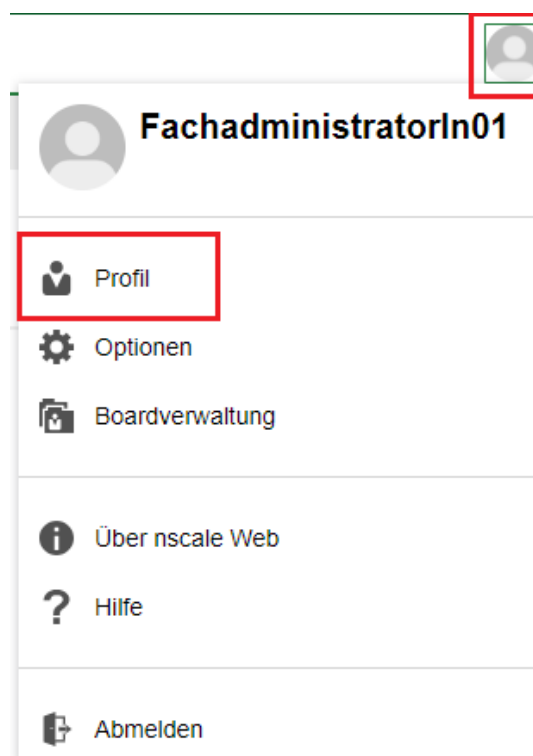 FachadministratorIn01
Profil
Optionen
Boardverwaltung
Über nscale Web
Hilfe
Abmelden